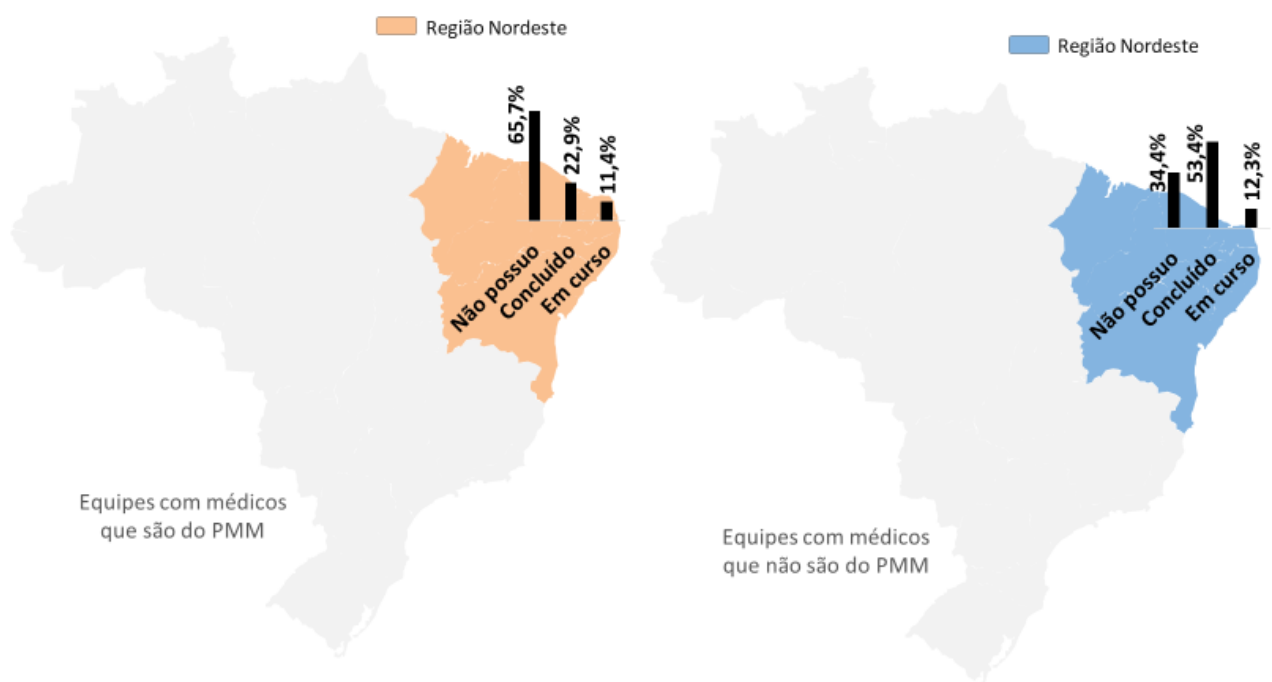 Região Nordeste
65,7%
22,9%
11,4%
Não possuo
Concluído
Em curso
Equipes com médicos
que são do PMM
Região Nordeste
34,4%
53,4%
12,3%
Não possuo
Concluído
Em curso
Equipes com médicos
que não são do PMM